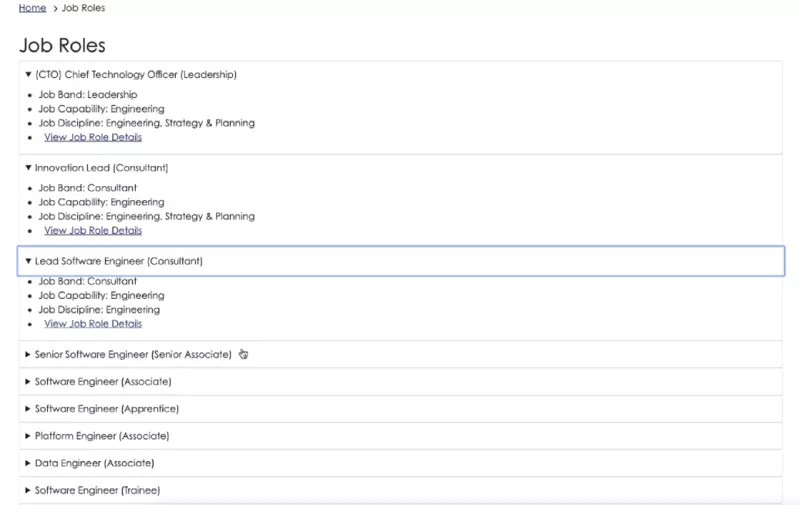 Home > Job Roles
Job Roles
(CTO) Chief Technology Officer (Leadership)
Job Band: Leadership
Job Capability: Engineering
Job Discipline: Engineering, Strategy & Planning
View Job Role Details
Innovation Lead (Consultant)
Job Band: Consultant
Job Capability: Engineering
Job Discipline: Engineering, Strategy & Planning
View Job Role Details
Lead Software Engineer (Consultant)
Job Band: Consultant
Job Capability: Engineering
Job Discipline: Engineering
View Job Role Details
Senior Software Engineer (Senior Associate)
Software Engineer (Associate)
Software Engineer (Apprentice)
Platform Engineer (Associate)
Data Engineer (Associate)
Software Engineer (Trainee)